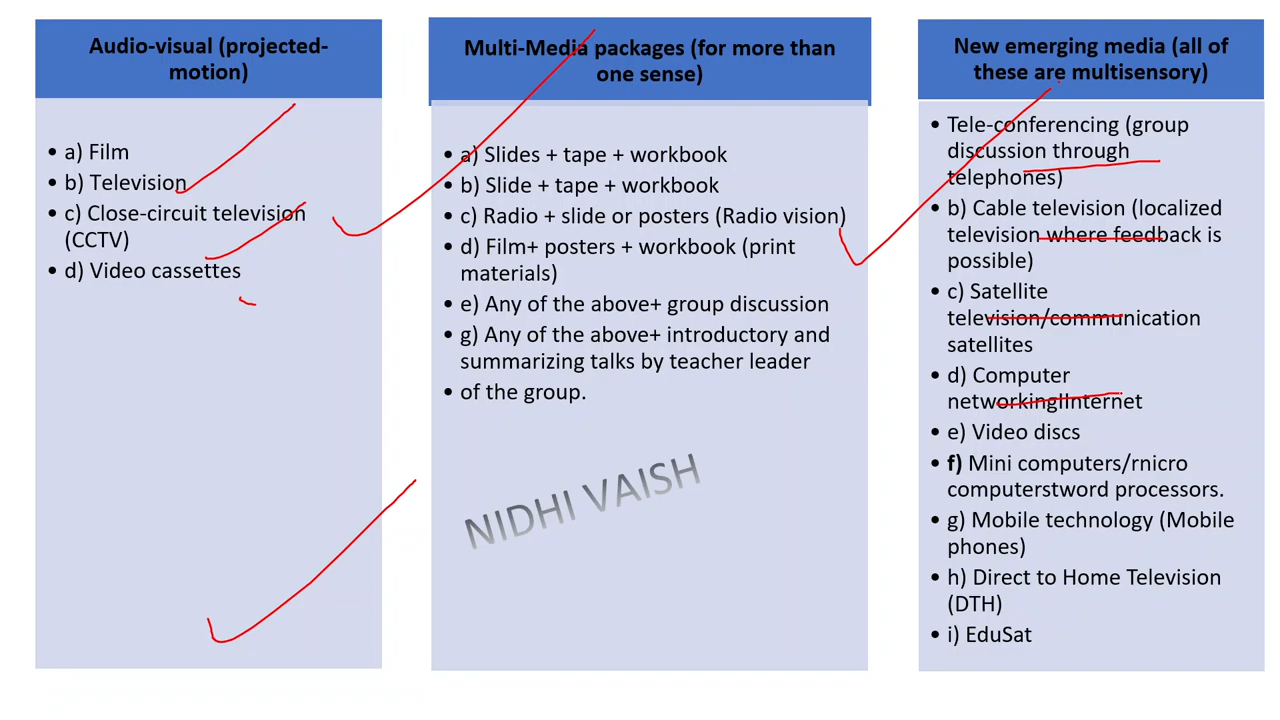 Audio-visual (projected-
motion)
• a) Film
• b) Television
• c) Close-circuit television
(CCTV)
• d) Video cassettes
Multi-Media packages (for more than
one sense)
• a) Slides + tape + workbook
• b) Slide + tape + workbook
• c) Radio + slide or posters (Radio vision)
• d) Film+ posters + workbook (print
materials)
• e) Any of the above+ group discussion
• g) Any of the above+ introductory and
summarizing talks by teacher leader
• of the group.
NIDHI VAISH
New emerging media (all of
these are multisensory)
• Tele-conferencing (group
discussion through
telephones)
• b) Cable television (localized
television where feedback is
possible)
• c) Satellite
television/communication
satellites
• d) Computer
networkinglInternet
• e) Video discs
• f) Mini computers/rnicro
computerstword processors.
• g) Mobile technology (Mobile
phones)
• h) Direct to Home Television
(DTH)
• i) EduSat